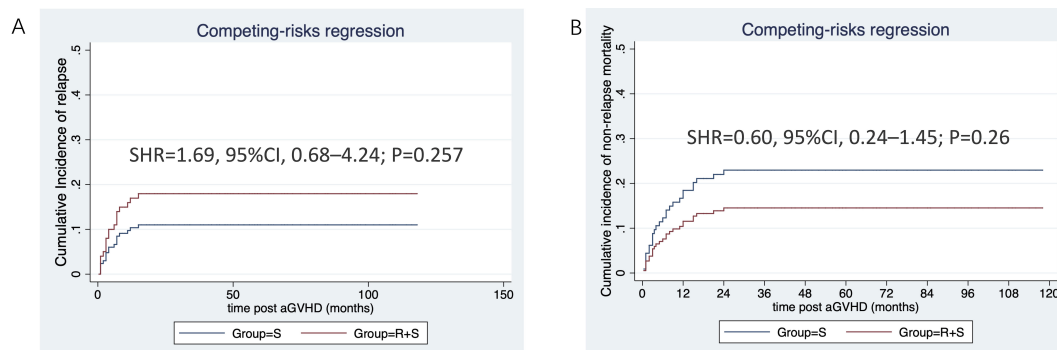 A
Competing-risks regression
Cumulative Incidence of relapse
.5
.4
.3
.2
.1
0
SHR=1.69, 95%CI, 0.68–4.24; P=0.257
0 50 100 150
time post aGVHD (months)
Group=S Group=R+S
B
Competing-risks regression
Cumulative incidence of non-relapse mortality
.5
.4
.3
.2
.1
0
SHR=0.60, 95%CI, 0.24–1.45; P=0.26
0 12 24 36 48 60 72 84 96 108 120
time post aGVHD (months)
Group=S Group=R+S